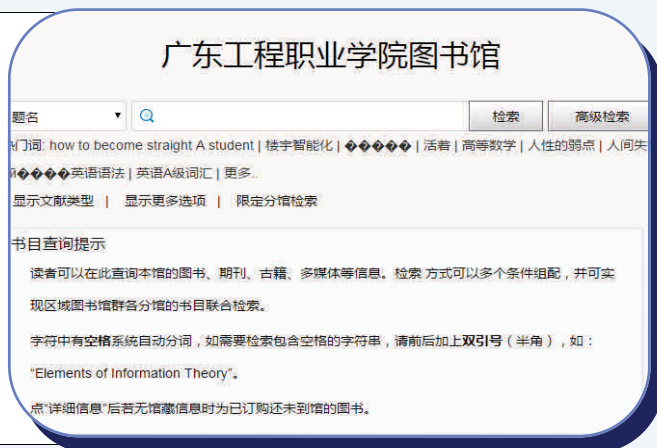 广东工程职业学院图书馆
题名 检索 高级检索
门词: how to become straight A student | 楼宇智能化 | ����� | 活着 | 高等数学 | 人性的弱点 | 人间失
����英语语法 | 英语A级词汇 | 更多..
显示文献类型 | 显示更多选项 | 限定分馆检索
书目查询提示
读者可以在此查询本馆的图书、期刊、古籍、多媒体等信息。检索 方式可以多个条件组配，并可实
现区域图书馆群各分馆的书目联合检索。
字符中有空格系统自动分词，如需要检索包含空格的字符串，请前后加上双引号（半角），如：
“Elements of Information Theory”。
点“详细信息”后若无馆藏信息时为已订购还未到馆的图书。